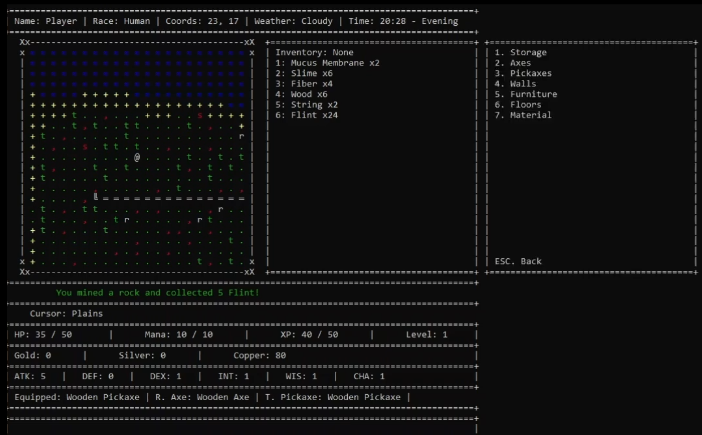 Name: Player | Race: Human | Coords: 23, 17 | Weather: Cloudy | Time: 20:28 - Evening
Inventory: None
1: Mucus Membrane x2
2: Slime x6
3: Fiber x4
4: Wood x6
5: String x2
6: Flint x24
1. Storage
2. Axes
3. Pickaxes
4. Walls
5. Furniture
6. Floors
7. Material
ESC. Back
You mined a rock and collected 5 Flint!
Cursor: Plains
HP: 35 / 50 | Mana: 10 / 10 | XP: 40 / 50 | Level: 1
Gold: 0 | Silver: 0 | Copper: 80
ATK: 5 | DEF: 0 | DEX: 1 | INT: 1 | WIS: 1 | CHA: 1
Equipped: Wooden Pickaxe | R. Axe: Wooden Axe | T. Pickaxe: Wooden Pickaxe |